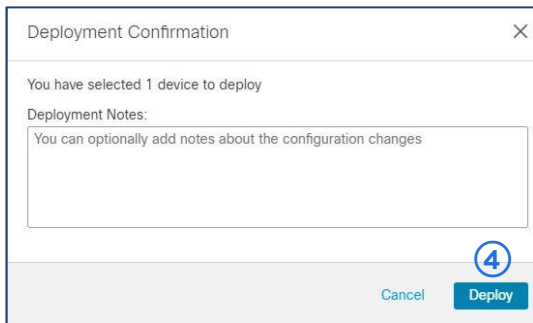 Deployment Confirmation
You have selected 1 device to deploy
Deployment Notes:
You can optionally add notes about the configuration changes
④
Cancel Deploy